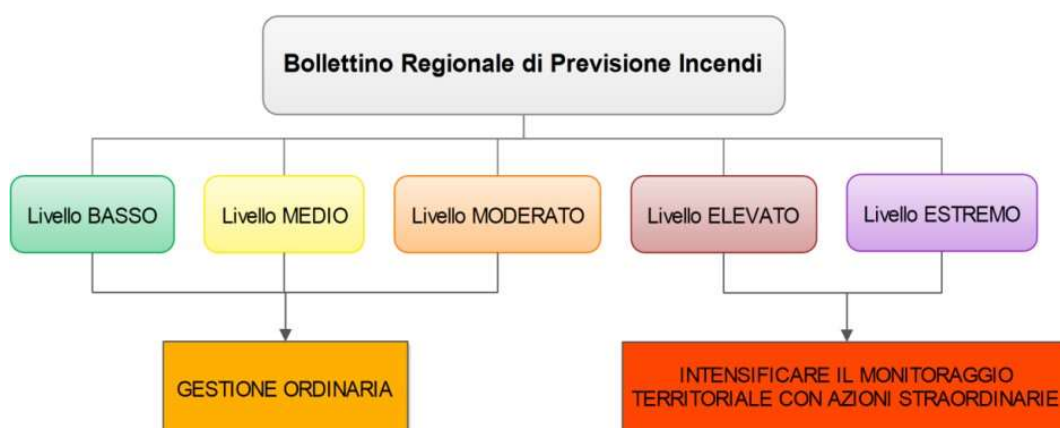 Bollettino Regionale di Previsione Incendi
Livello BASSO
Livello MEDIO
Livello MODERATO
Livello ELEVATO
Livello ESTREMO
GESTIONE ORDINARIA
INTENSIFICARE IL MONITORAGGIO
TERRITORIALE CON AZIONI STRAORDINARIE